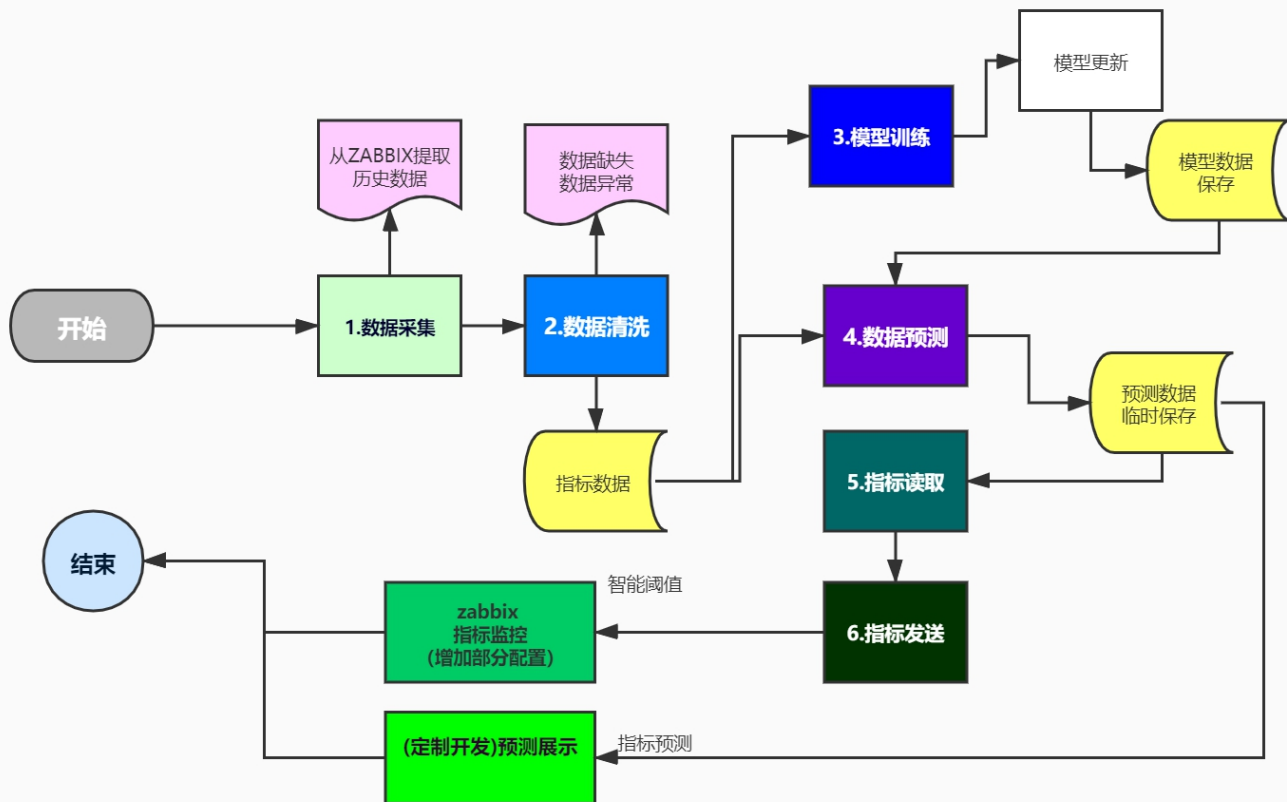 模型更新
3.模型训练
从ZABBIX提取
历史数据
数据缺失
数据异常
模型数据
保存
开始
1.数据采集
2.数据清洗
4.数据预测
预测数据
临时保存
指标数据
5.指标读取
结束
智能阈值
zabbix
指标监控
(增加部分配置)
6.指标发送
(定制开发)预测展示
指标预测